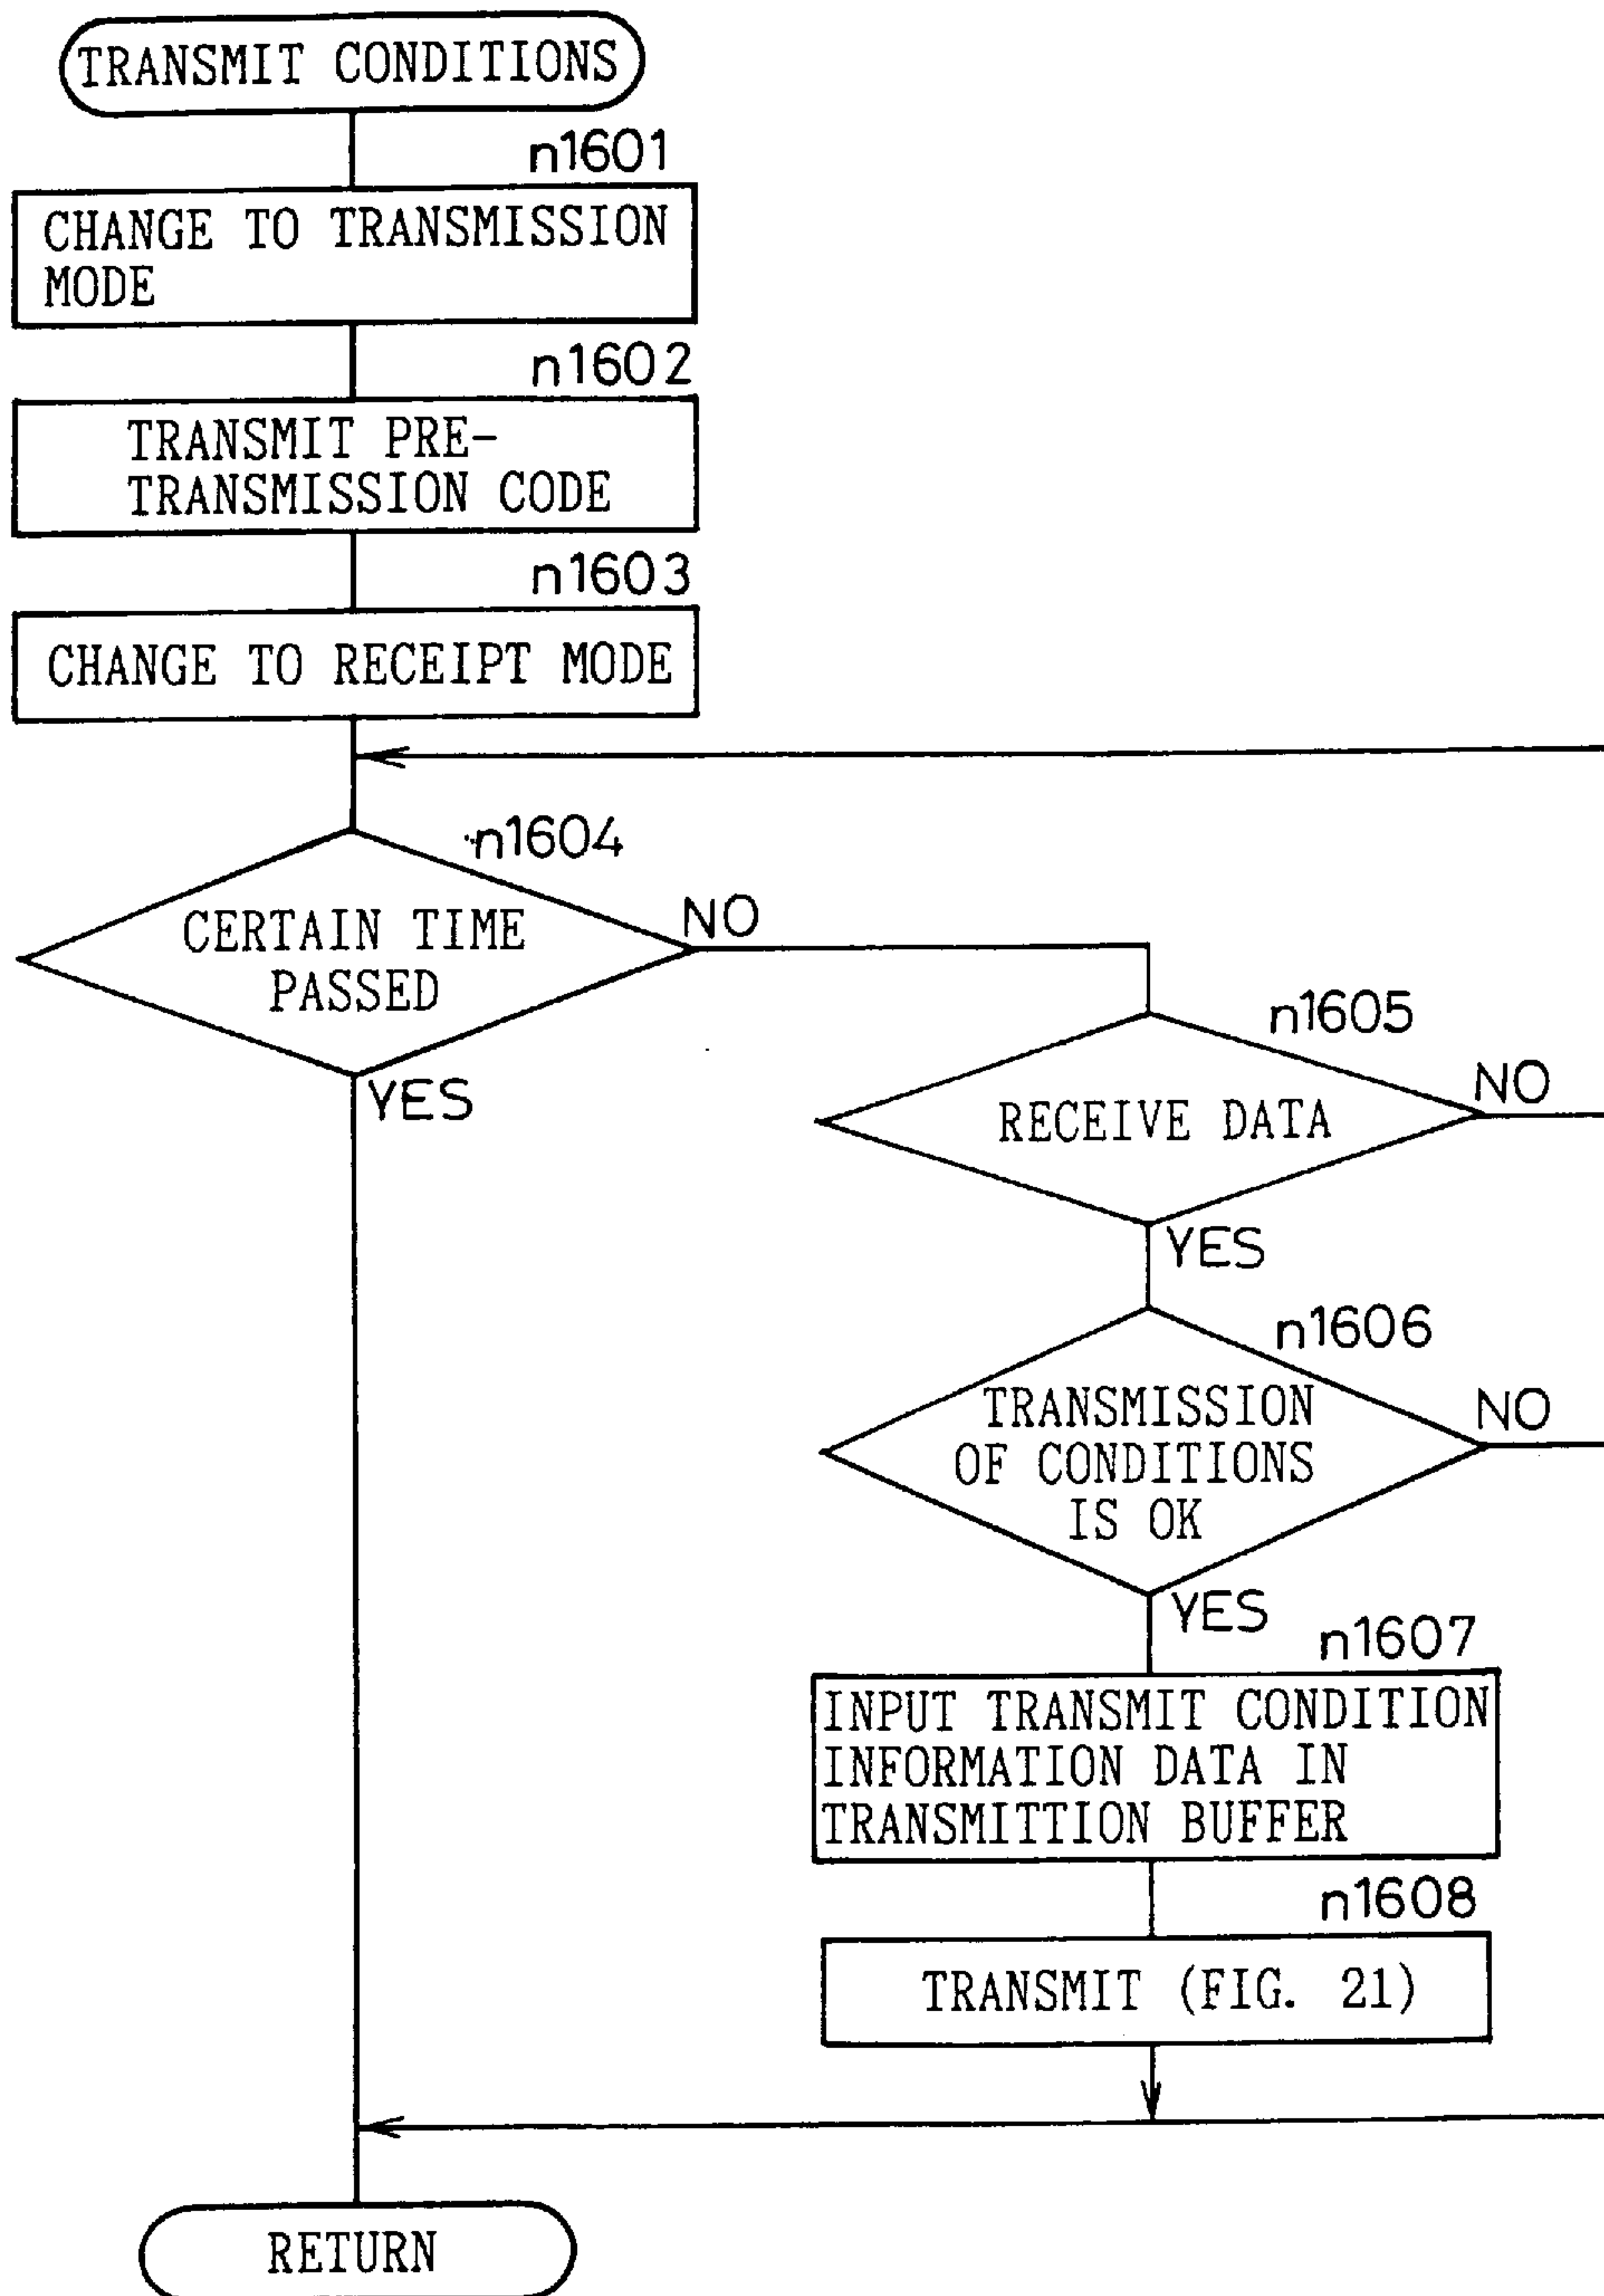 TRANSMIT CONDITIONS
n1601
CHANGE TO TRANSMISSION
MODE
n1602
TRANSMIT PRE-
TRANSMISSION CODE
n1603
CHANGE TO RECEIPT MODE
n1604
CERTAIN TIME
PASSED
NO
YES
n1605
RECEIVE DATA
NO
YES
n1606
TRANSMISSION
OF CONDITIONS
IS OK
NO
YES
n1607
INPUT TRANSMIT CONDITION
INFORMATION DATA IN
TRANSMITTION BUFFER
n1608
TRANSMIT (FIG. 21)
RETURN